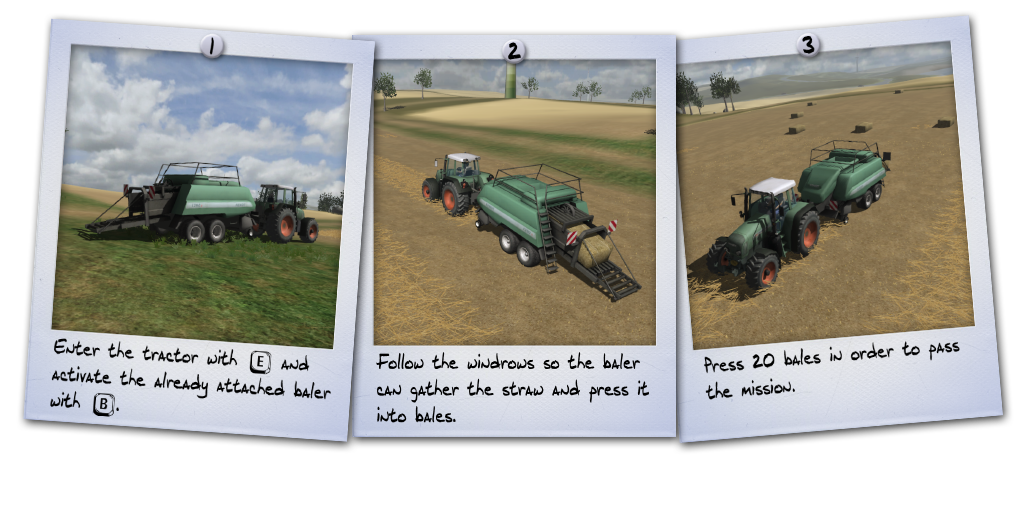 1
Enter the tractor with E and
activate the already attached baler
with B.
2
Follow the windrows so the baler
can gather the straw and press it
into bales.
3
Press 20 bales in order to pass
the mission.